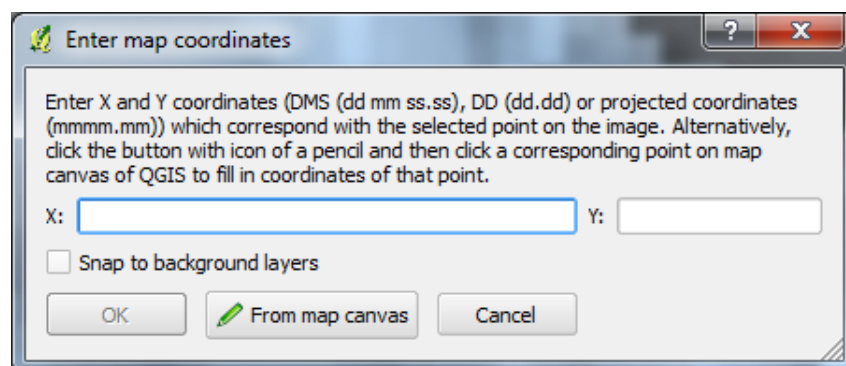 Enter map coordinates
Enter X and Y coordinates (DMS (dd mm ss.ss), DD (dd.dd) or projected coordinates
(mmmm.mm)) which correspond with the selected point on the image. Alternatively,
click the button with icon of a pencil and then click a corresponding point on map
canvas of QGIS to fill in coordinates of that point.
X: Y:
Snap to background layers
OK From map canvas Cancel